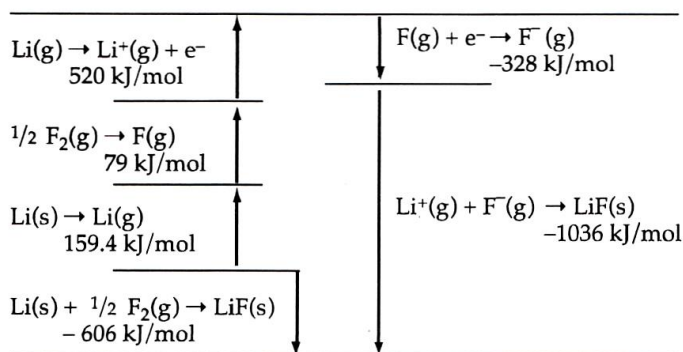 Li(g) → Li⁺(g) + e⁻
520 kJ/mol
½ F₂(g) → F(g)
79 kJ/mol
Li(s) → Li(g)
159.4 kJ/mol
Li(s) + ½ F₂(g) → LiF(s)
– 606 kJ/mol
F(g) + e⁻ → F⁻ (g)
–328 kJ/mol
Li⁺(g) + F⁻(g) → LiF(s)
–1036 kJ/mol